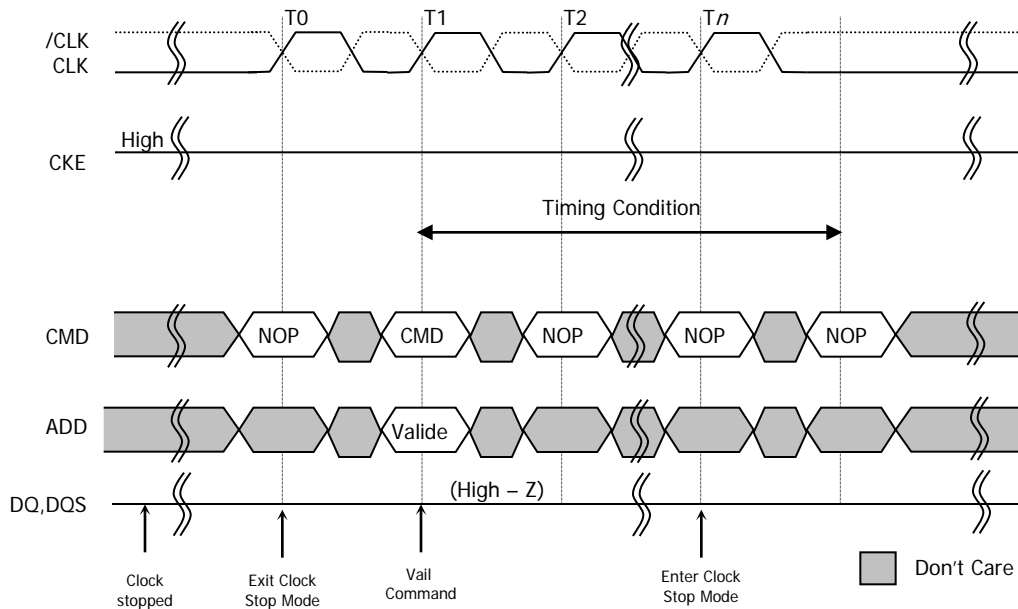 T0 T1 T2 Tn
/CLK
CLK
High
CKE
Timing Condition
CMD NOP CMD NOP NOP NOP
ADD Valide
(High – Z)
DQ,DQS
Clock
stopped
Exit Clock
Stop Mode
Vail
Command
Enter Clock
Stop Mode
Don't Care